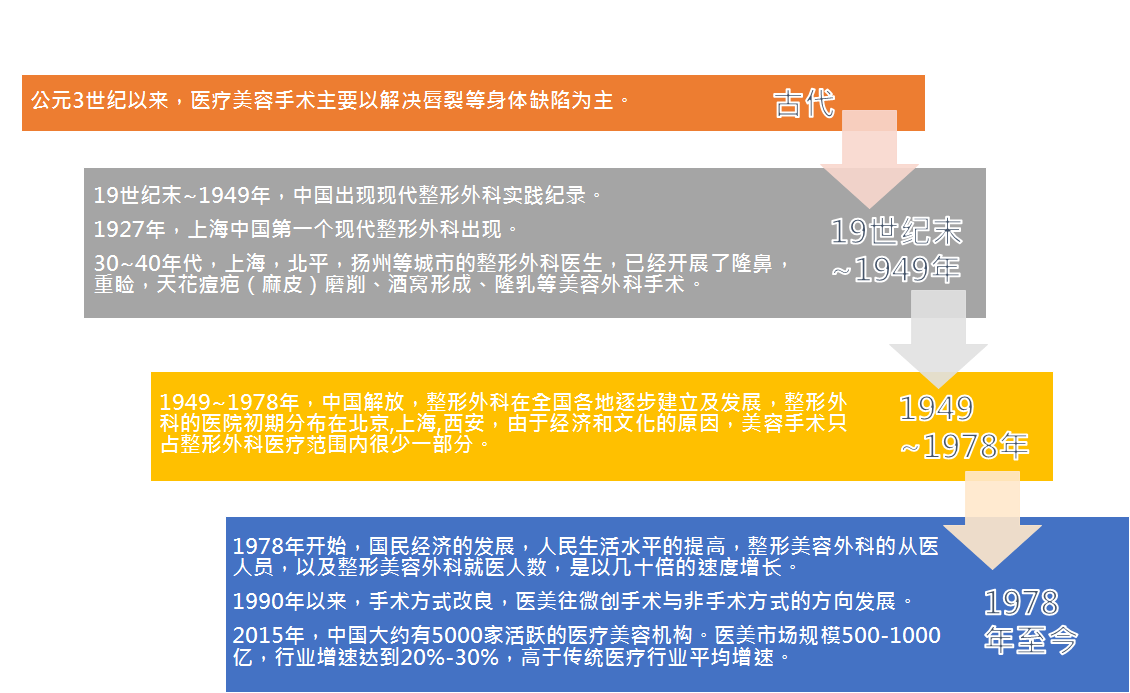 公元3世纪以来，医疗美容手术主要以解决唇裂等身体缺陷为主。
古代
19世纪末~1949年，中国出现现代整形外科实践纪录。
1927年，上海中国第一个现代整形外科出现。
30~40年代，上海，北平，扬州等城市的整形外科医生，已经开展了隆鼻，
重睑，天花痘疤（麻皮）磨削、酒窝形成、隆乳等美容外科手术。
19世纪末
~1949年
1949~1978年，中国解放，整形外科在全国各地逐步建立及发展，整形外
科的医院初期分布在北京,上海,西安，由于经济和文化的原因，美容手术只
占整形外科医疗范围内很少一部分。
1949
~1978年
1978年开始，国民经济的发展，人民生活水平的提高，整形美容外科的从医
人员，以及整形美容外科就医人数，是以几十倍的速度增长。
1990年以来，手术方式改良，医美往微创手术与非手术方式的方向发展。
2015年，中国大约有5000家活跃的医疗美容机构。医美市场规模500-1000
亿，行业增速达到20%-30%，高于传统医疗行业平均增速。
1978
年至今